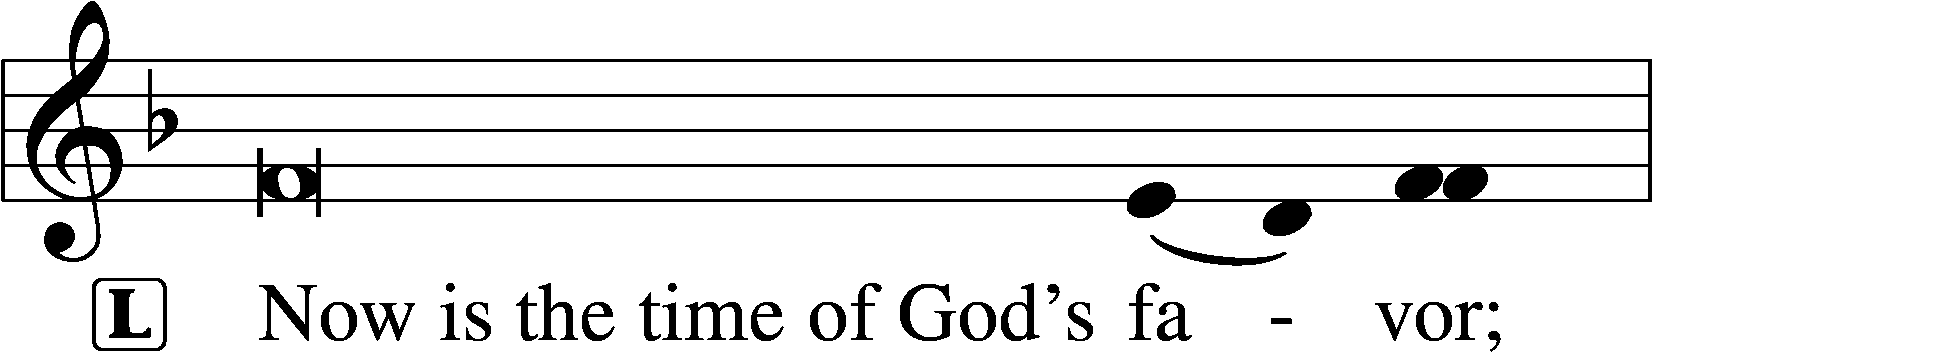 L Now is the time of God’s fa - vor;